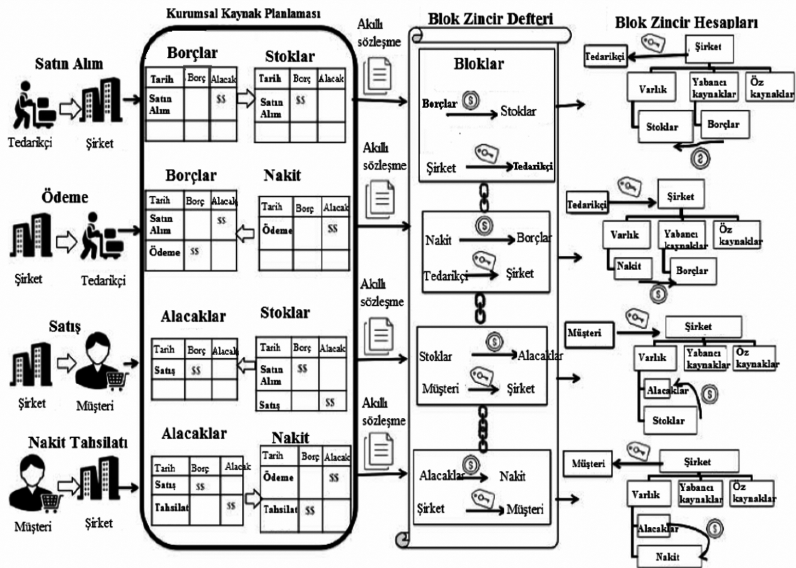 Kurumsal Kaynak Planlaması
Akıllı
sözleşme
Blok Zincir Defteri
Blok Zincir Hesapları
Satın Alım
Tedarikçi
Şirket
Borçlar
Tarih Borç Alacak
Satın
Alım
$$
Stoklar
Tarih Borç Alacak
Satın
Alım
$$
Bloklar
Borçlar
Stoklar
Şirket
Tedarikçi
Tedarikçi
Şirket
Varlık
Yabancı
kaynaklar
Öz
kaynaklar
Stoklar
Borçlar
Ödeme
Şirket
Tedarikçi
Borçlar
Tarih Borç Alacak
Satın
Alım
$$
Ödeme $$
Nakit
Tarih Borç Alacak
Ödeme $$
Akıllı
sözleşme
Nakit
Borçlar
Tedarikçi
Şirket
Tedarikçi
Şirket
Varlık
Yabancı
kaynaklar
Öz
kaynaklar
Nakit
Borçlar
Satış
Şirket
Müşteri
Alacaklar
Tarih Borç Alacak
Satış $$
Stoklar
Tarih Borç Alacak
Satın
Alım
$$
Satış $$
Akıllı
sözleşme
Stoklar
Alacaklar
Müşteri
Şirket
Müşteri
Şirket
Varlık
Yabancı
kaynaklar
Öz
kaynaklar
Alacaklar
Stoklar
Nakit Tahsilatı
Müşteri
Şirket
Alacaklar
Tarih Borç Alacak
Satış $$
Tahsilat $$
Nakit
Tarih Borç Alacak
Ödeme $$
Tahsilat $$
Akıllı
sözleşme
Alacaklar
Nakit
Şirket
Müşteri
Müşteri
Şirket
Varlık
Yabancı
kaynaklar
Öz
kaynaklar
Alacaklar
Nakit